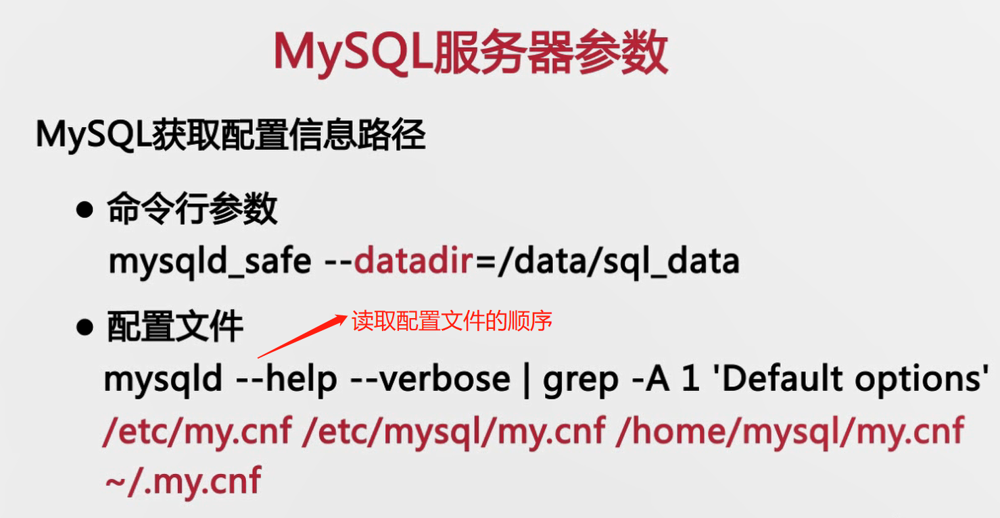 MySQL服务器参数
MySQL获取配置信息路径
● 命令行参数
mysqld_safe --datadir=/data/sql_data
● 配置文件
读取配置文件的顺序
mysqld --help --verbose | grep -A 1 'Default options'
/etc/my.cnf /etc/mysql/my.cnf /home/mysql/my.cnf
~/.my.cnf